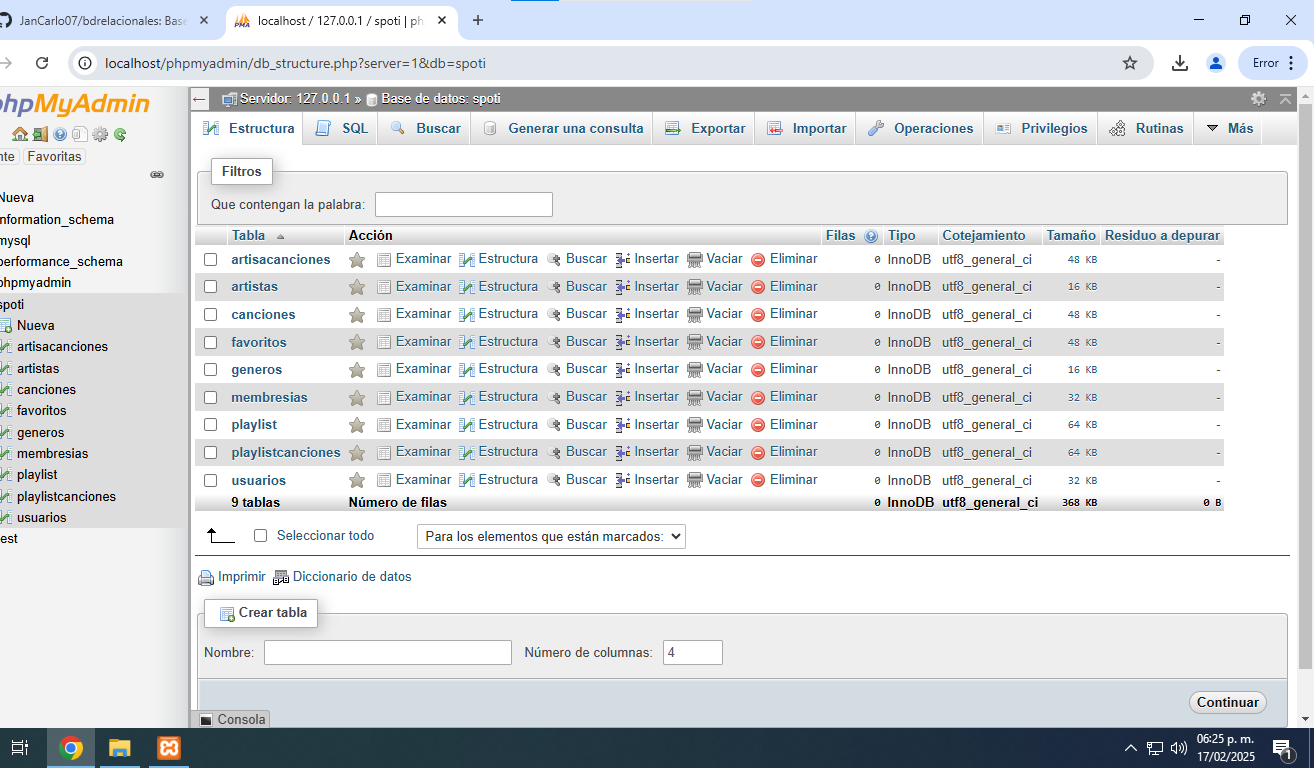 JanCarlo07/bdrelacionales: Base
localhost / 127.0.0.1 / spoti | ph
localhost/phpmyadmin/db_structure.php?server=1&db=spoti
Error
phpMyAdmin
nte Favoritas
Nueva
information_schema
mysql
performance_schema
phpmyadmin
spoti
Nueva
artisacanciones
artistas
canciones
favoritos
generos
membresias
playlist
playlistcanciones
usuarios
est
Servidor: 127.0.0.1 » Base de datos: spoti
Estructura SQL Buscar Generar una consulta Exportar Importar Operaciones Privilegios Rutinas Más
Filtros
Que contengan la palabra:
Tabla Acción Filas Tipo Cotejamiento Tamaño Residuo a depurar
artisacanciones Examinar Estructura Buscar Insertar Vaciar Eliminar 0 InnoDB utf8_general_ci 48 KB -
artistas Examinar Estructura Buscar Insertar Vaciar Eliminar 0 InnoDB utf8_general_ci 16 KB -
canciones Examinar Estructura Buscar Insertar Vaciar Eliminar 0 InnoDB utf8_general_ci 48 KB -
favoritos Examinar Estructura Buscar Insertar Vaciar Eliminar 0 InnoDB utf8_general_ci 48 KB -
generos Examinar Estructura Buscar Insertar Vaciar Eliminar 0 InnoDB utf8_general_ci 16 KB -
membresias Examinar Estructura Buscar Insertar Vaciar Eliminar 0 InnoDB utf8_general_ci 32 KB -
playlist Examinar Estructura Buscar Insertar Vaciar Eliminar 0 InnoDB utf8_general_ci 64 KB -
playlistcanciones Examinar Estructura Buscar Insertar Vaciar Eliminar 0 InnoDB utf8_general_ci 64 KB -
usuarios Examinar Estructura Buscar Insertar Vaciar Eliminar 0 InnoDB utf8_general_ci 32 KB -
9 tablas Número de filas 0 InnoDB utf8_general_ci 368 KB 0 B
Seleccionar todo Para los elementos que están marcados:
Imprimir Diccionario de datos
Crear tabla
Nombre: Número de columnas: 4
Continuar
Consola
06:25 p. m.
17/02/2025
1